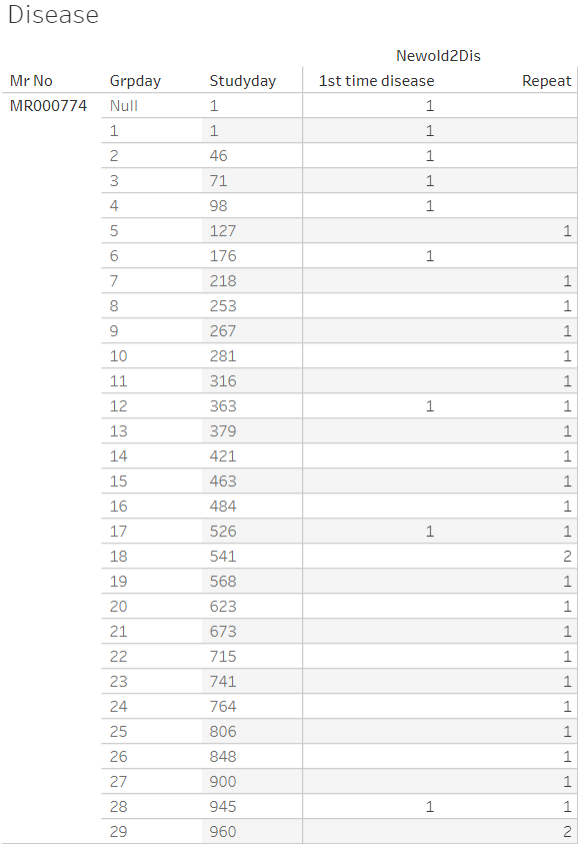 Disease
Newold2Dis
Mr No Grpday Studyday 1st time disease Repeat
MR000774 Null 1 1
1 1 1
2 46 1
3 71 1
4 98 1
5 127 1
6 176 1
7 218 1
8 253 1
9 267 1
10 281 1
11 316 1
12 363 1 1
13 379 1
14 421 1
15 463 1
16 484 1
17 526 1 1
18 541 2
19 568 1
20 623 1
21 673 1
22 715 1
23 741 1
24 764 1
25 806 1
26 848 1
27 900 1
28 945 1 1
29 960 2